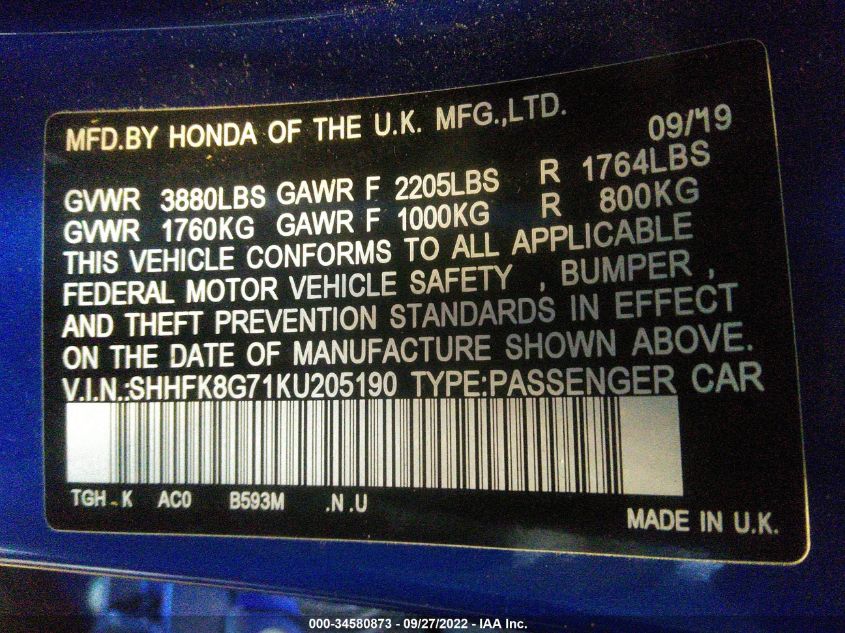 MFD.BY HONDA OF THE U.K. MFG.,LTD. 09/'19
GVWR 3880LBS GAWR F 2205LBS R 1764LBS
GVWR 1760KG GAWR F 1000KG R 800KG
THIS VEHICLE CONFORMS TO ALL APPLICABLE
FEDERAL MOTOR VEHICLE SAFETY , BUMPER ,
AND THEFT PREVENTION STANDARDS IN EFFECT
ON THE DATE OF MANUFACTURE SHOWN ABOVE.
V.I.N.:SHHFK8G71KU205190 TYPE:PASSENGER CAR
TGH - K AC0 B593M .N .U
MADE IN U.K.
000-34580873 - 09/27/2022 - IAA Inc.